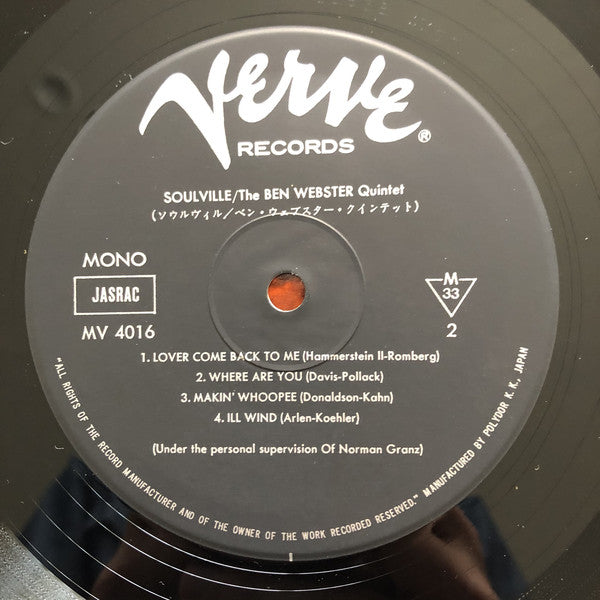 Verve®
RECORDS
SOULVILLE/The BEN WEBSTER Quintet
(ソウルヴィル/ベン・ウェブスター・クインテット)
MONO
JASRAC
MV 4016
M
33
2
1. LOVER COME BACK TO ME (Hammerstein II-Romberg)
2. WHERE ARE YOU (Davis-Pollack)
3. MAKIN' WHOOPEE (Donaldson-Kahn)
4. ILL WIND (Arlen-Koehler)
(Under the personal supervision Of Norman Granz)
"ALL RIGHTS OF THE RECORD MANUFACTURER AND OF THE OWNER OF THE WORK RECORDED RESERVED." MANUFACTURED BY POLYDOR K. K., JAPAN